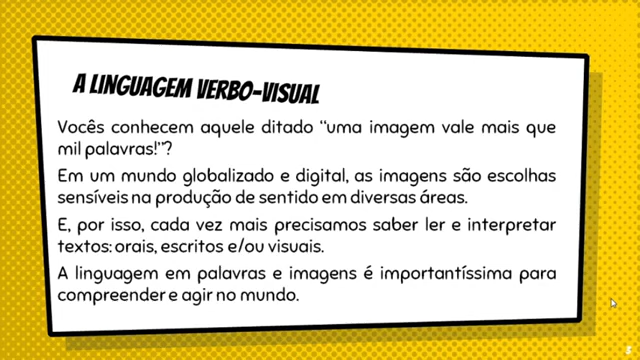 A LINGUAGEM VERBO-VISUAL
Vocês conhecem aquele ditado “uma imagem vale mais que
mil palavras!”?
Em um mundo globalizado e digital, as imagens são escolhas
sensíveis na produção de sentido em diversas áreas.
E, por isso, cada vez mais precisamos saber ler e interpretar
textos: orais, escritos e/ou visuais.
A linguagem em palavras e imagens é importantíssima para
compreender e agir no mundo.